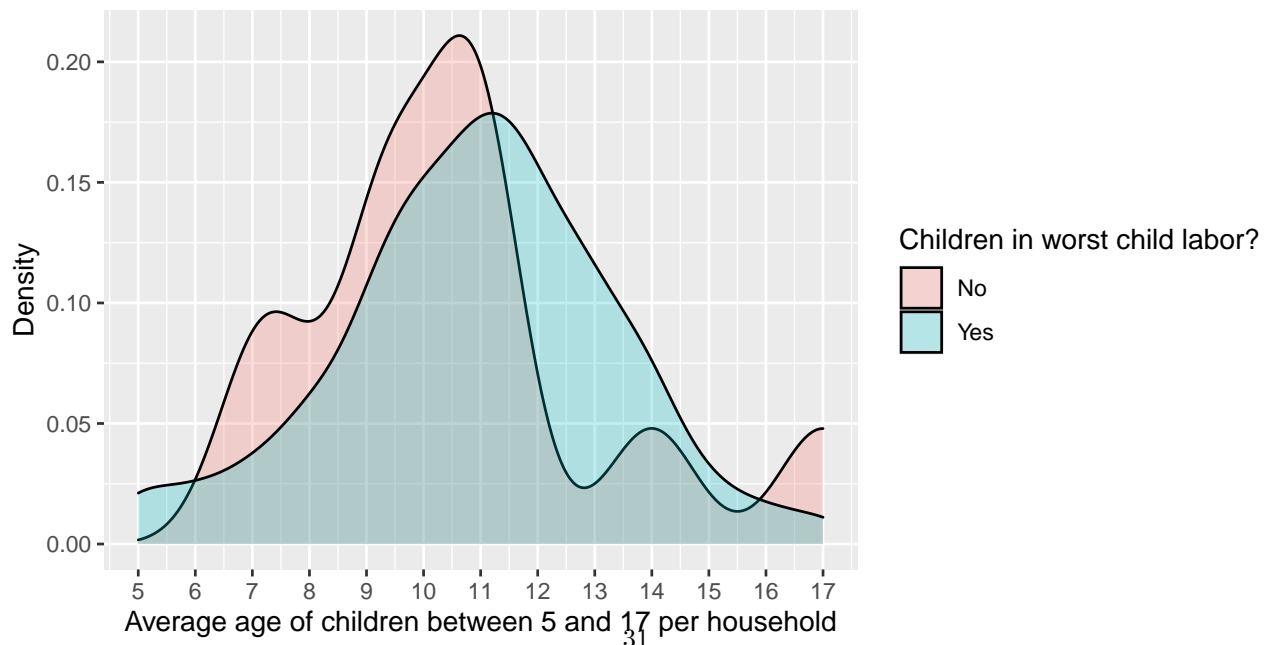 0.20
0.15
0.10
0.05
0.00
Density
5 6 7 8 9 10 11 12 13 14 15 16 17
Average age of children between 5 and 17 per household
31
Children in worst child labor?
No
Yes